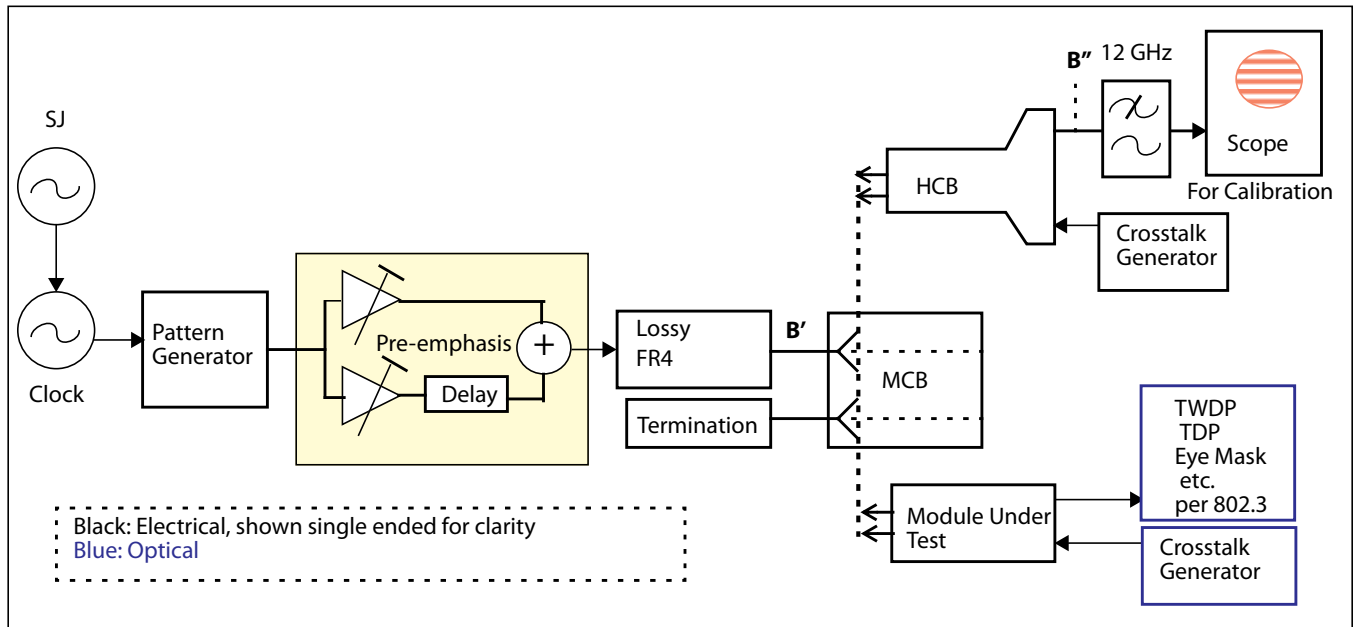 SJ
Clock
Pattern
Generator
Pre-emphasis
+
Delay
Lossy
FR4
Termination
B′
MCB
HCB
B″
12 GHz
Scope
For Calibration
Crosstalk
Generator
Module Under
Test
TWDP
TDP
Eye Mask
etc.
per 802.3
Crosstalk
Generator
Black: Electrical, shown single ended for clarity
Blue: Optical